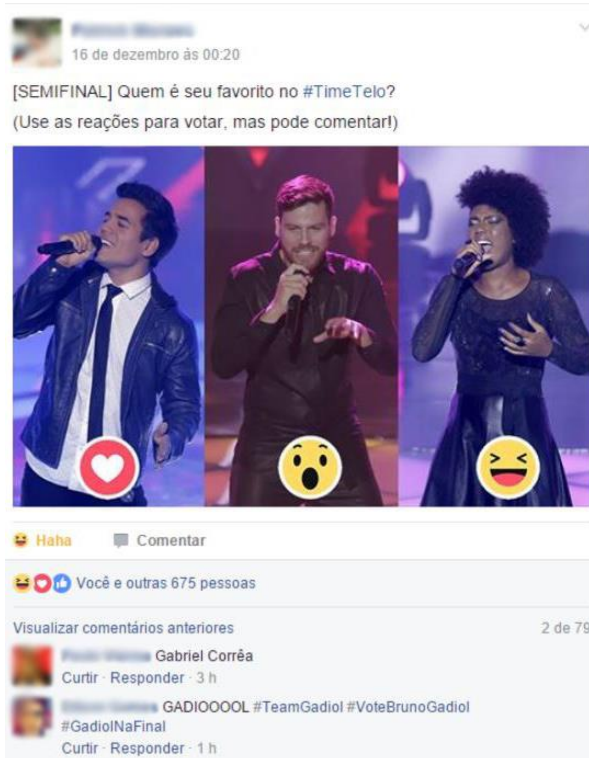 16 de dezembro ás 00:20
[SEMIFINAL] Quem é seu favorito no #TimeTelo?
(Use as reações para votar, mas pode comentar!)
Haha Comentar
Você e outras 675 pessoas
Visualizar comentários anteriores 2 de 79
Gabriel Corrêa
Curtir · Responder · 3 h
GADIOOOOL #TeamGadiol #VoteBrunoGadiol
#GadiolNaFinal
Curtir · Responder · 1 h